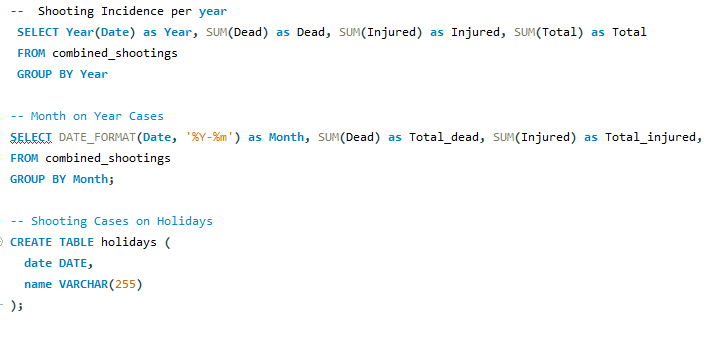 --  Shooting Incidence per year
SELECT Year(Date) as Year, SUM(Dead) as Dead, SUM(Injured) as Injured, SUM(Total) as Total
FROM combined_shootings
GROUP BY Year
-- Month on Year Cases
SELECT DATE_FORMAT(Date, '%Y-%m') as Month, SUM(Dead) as Total_dead, SUM(Injured) as Total_injured,
FROM combined_shootings
GROUP BY Month;
-- Shooting Cases on Holidays
CREATE TABLE holidays (
date DATE,
name VARCHAR(255)
);